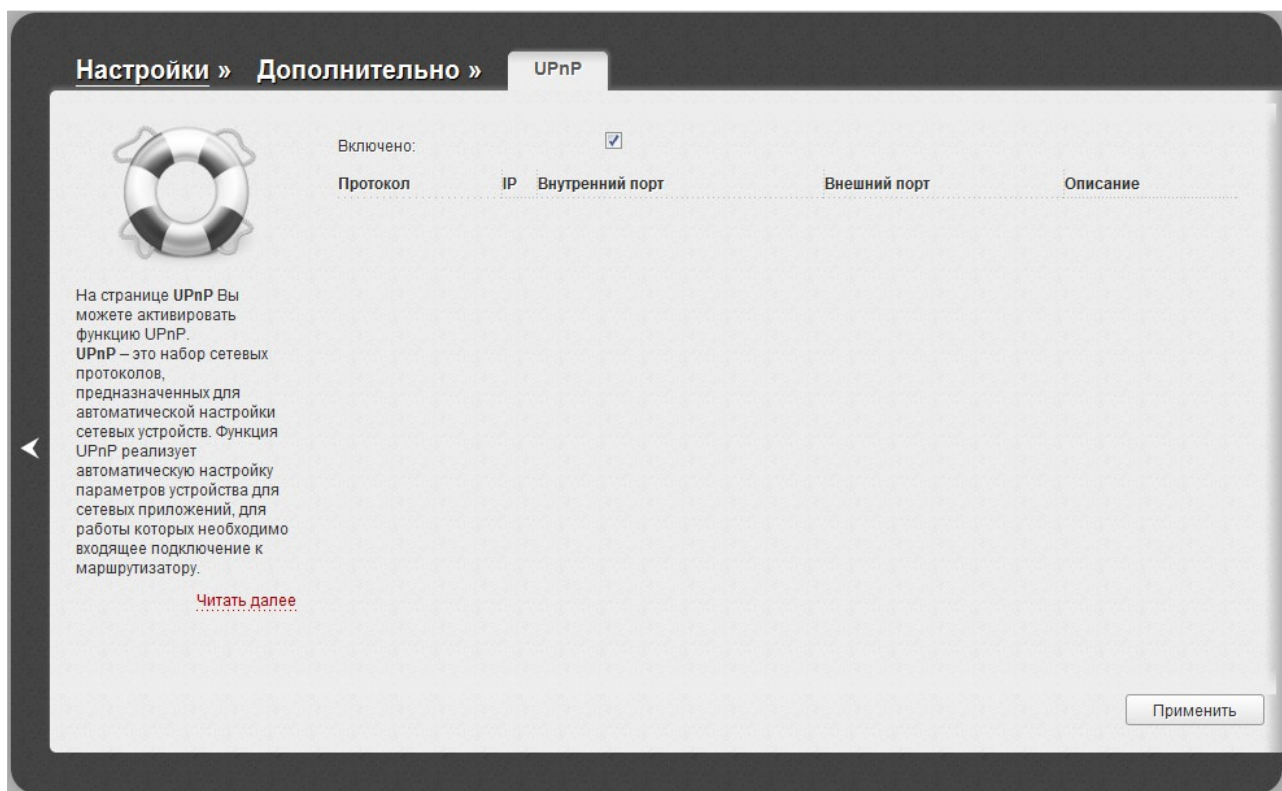 Настройки » Дополнительно » UPnP
Включено:
Протокол IP Внутренний порт Внешний порт Описание
На странице UPnP Вы
можете активировать
функцию UPnP.
UPnP – это набор сетевых
протоколов,
предназначенных для
автоматической настройки
сетевых устройств. Функция
UPnP реализует
автоматическую настройку
параметров устройства для
сетевых приложений, для
работы которых необходимо
входящее подключение к
маршрутизатору.
Читать далее
Применить